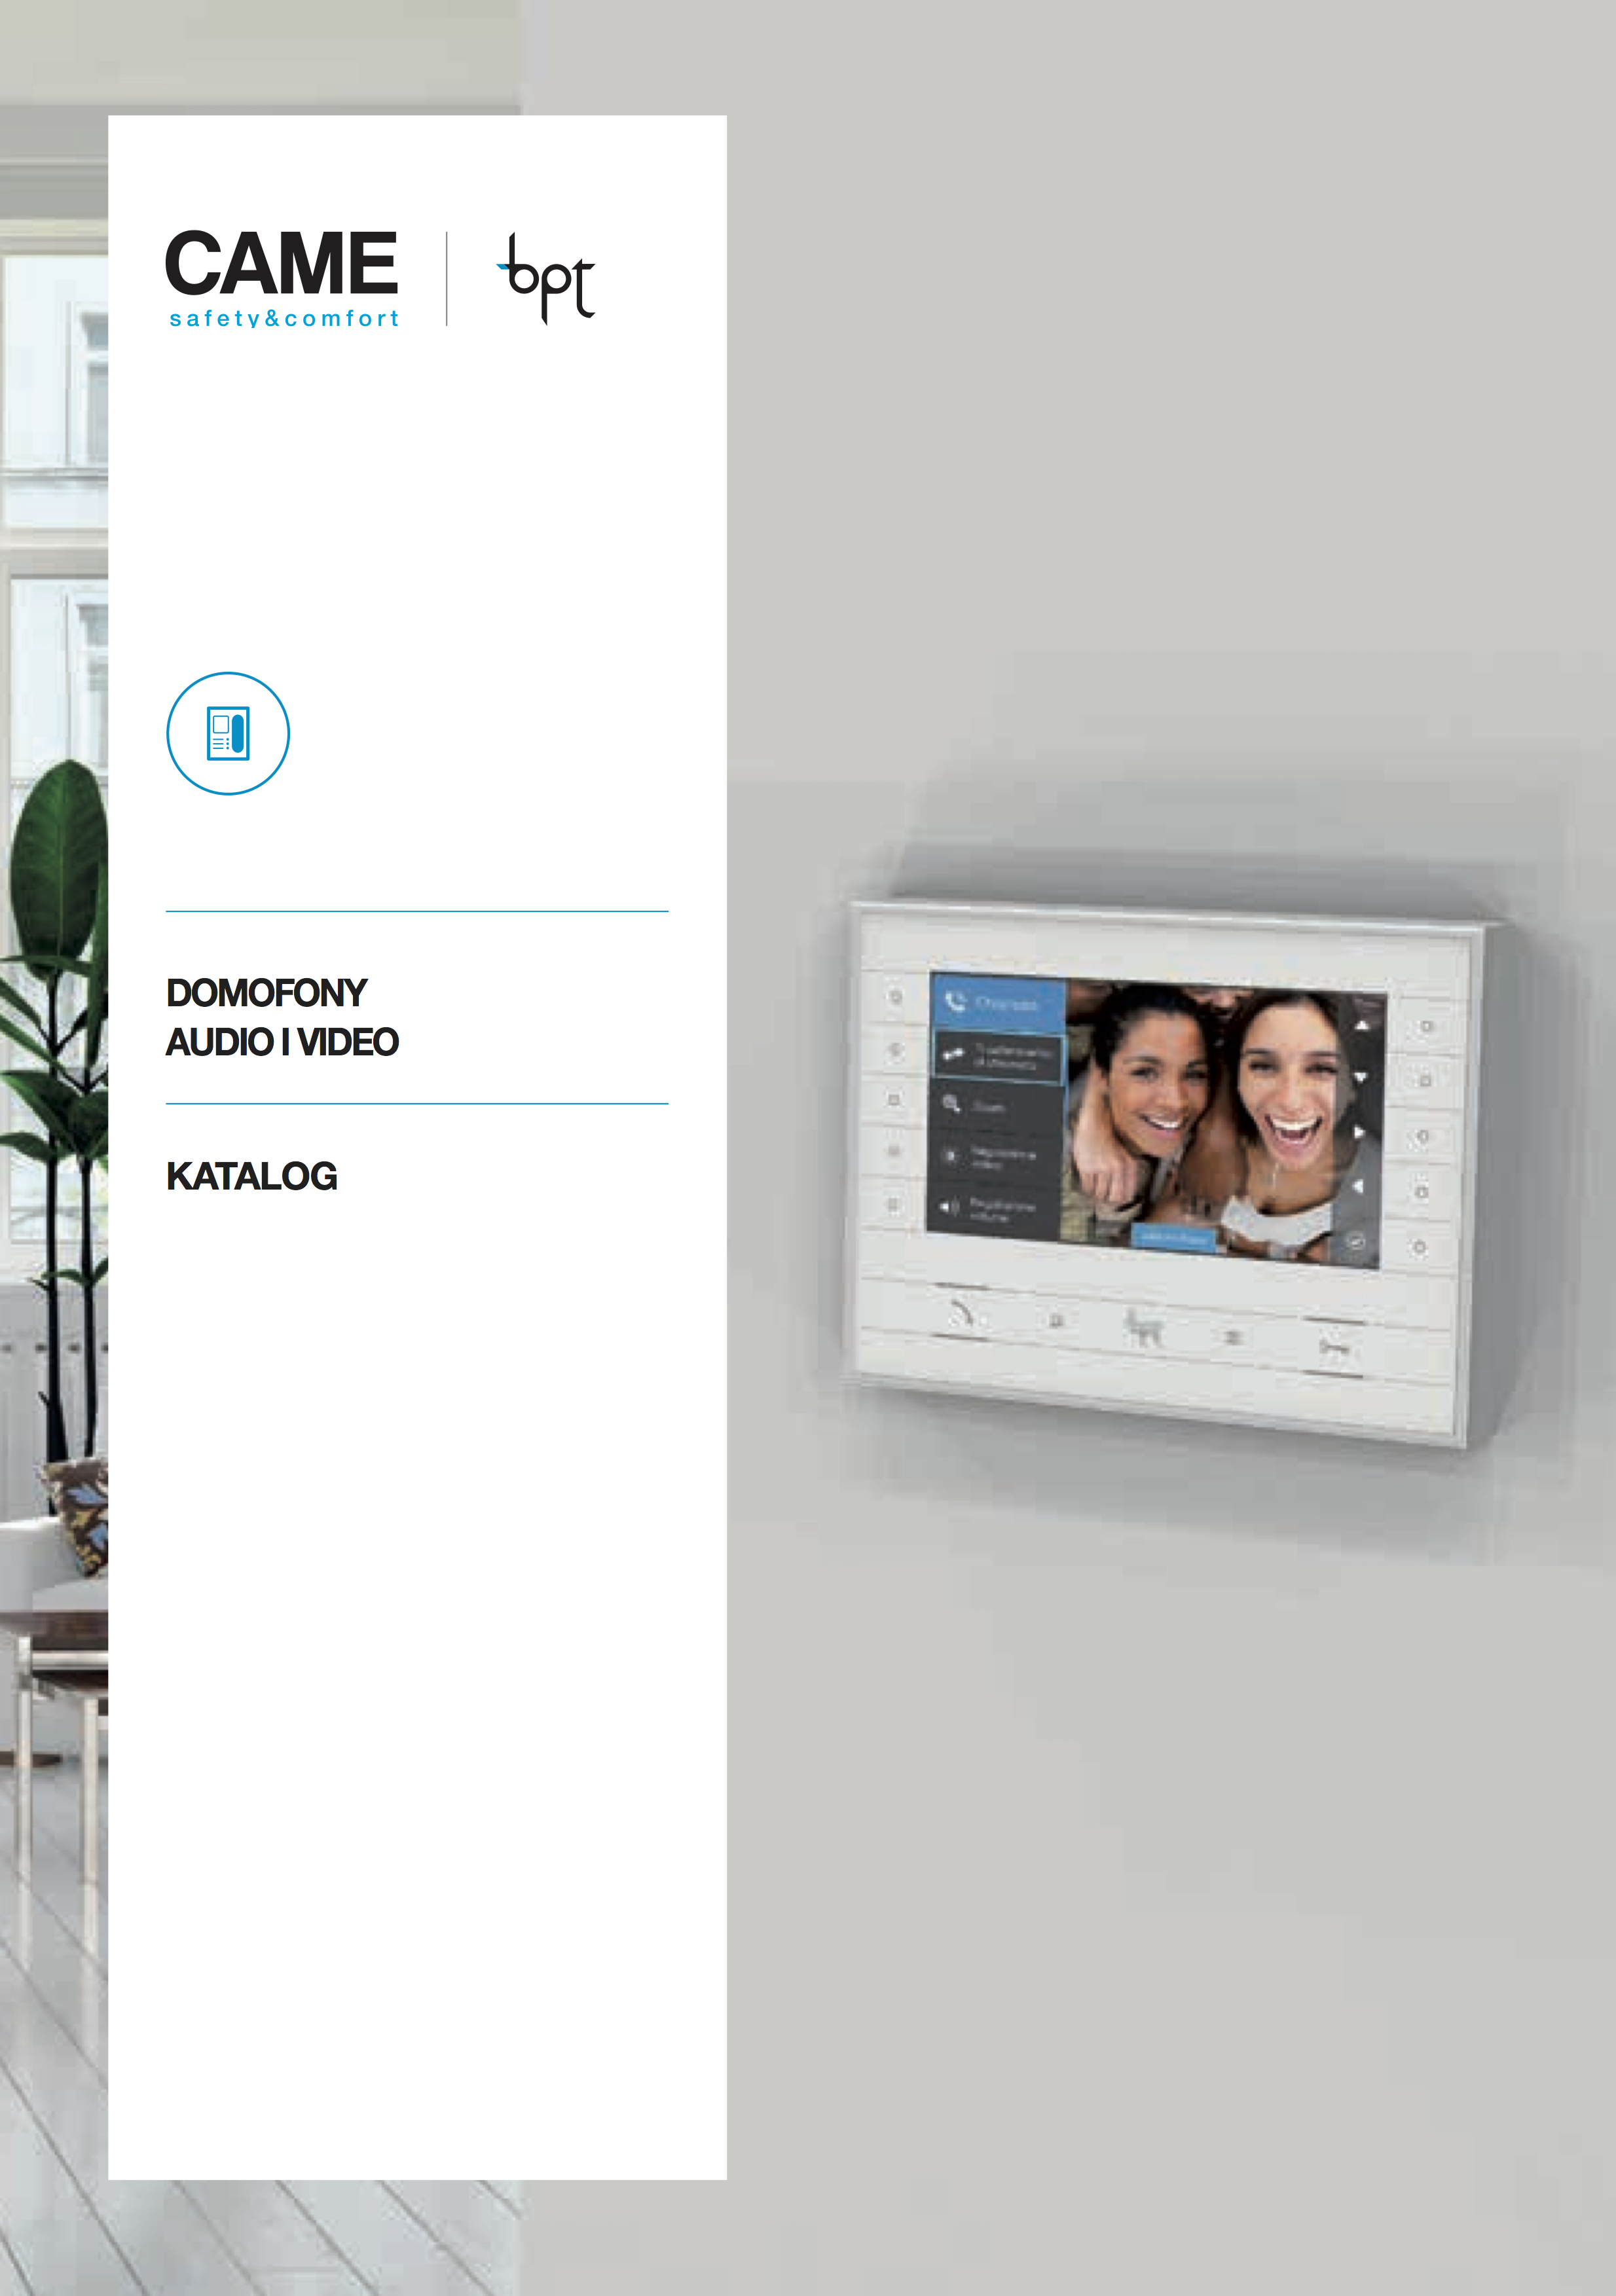 CAME
safety&comfort
bpt
DOMOFONY
AUDIO I VIDEO
KATALOG